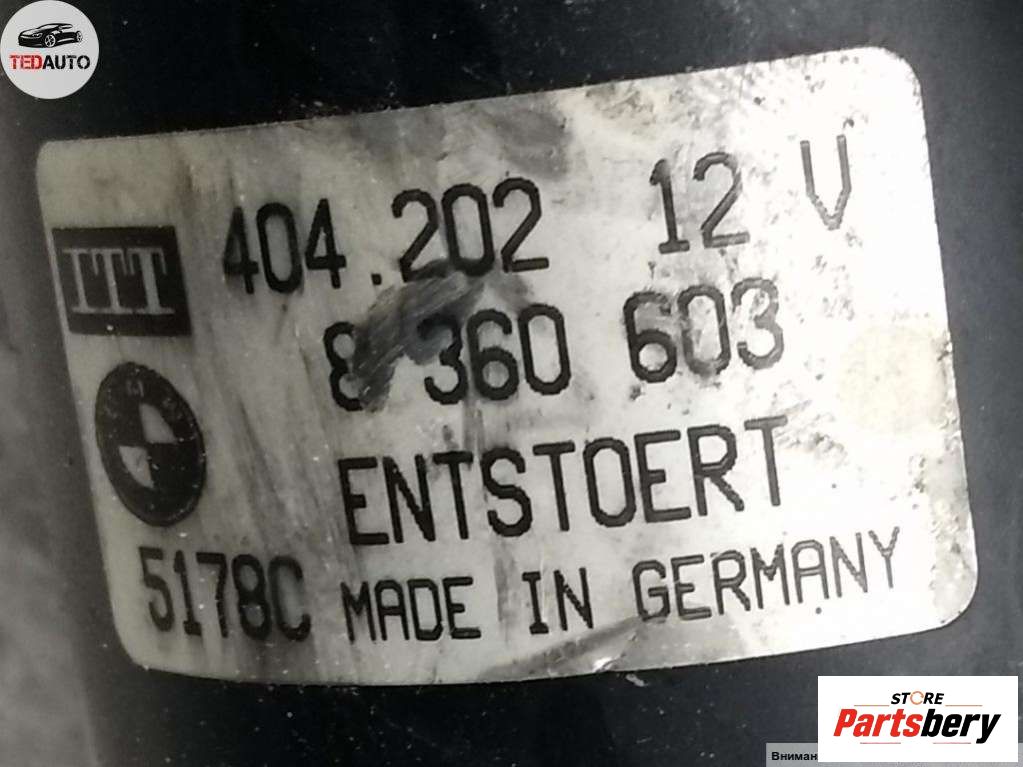 TEDAUTO
ITT 404.202 12 V
8 360 603
ENTSTOERT
5178C MADE IN GERMANY
STORE
Partsbery